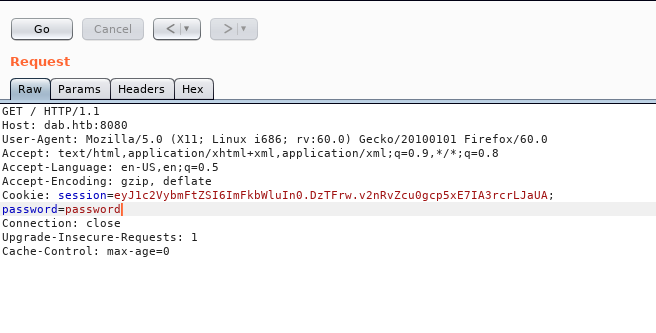 Go Cancel < >
Request
Raw Params Headers Hex
GET / HTTP/1.1
Host: dab.htb:8080
User-Agent: Mozilla/5.0 (X11; Linux i686; rv:60.0) Gecko/20100101 Firefox/60.0
Accept: text/html,application/xhtml+xml,application/xml;q=0.9,*/*;q=0.8
Accept-Language: en-US,en;q=0.5
Accept-Encoding: gzip, deflate
Cookie: session=eyJ1c2VybmFtZSI6ImFkbWluIn0.DzTFrw.v2nRvZcu0gcp5xE7IA3rcrLJaUA;
password=password
Connection: close
Upgrade-Insecure-Requests: 1
Cache-Control: max-age=0